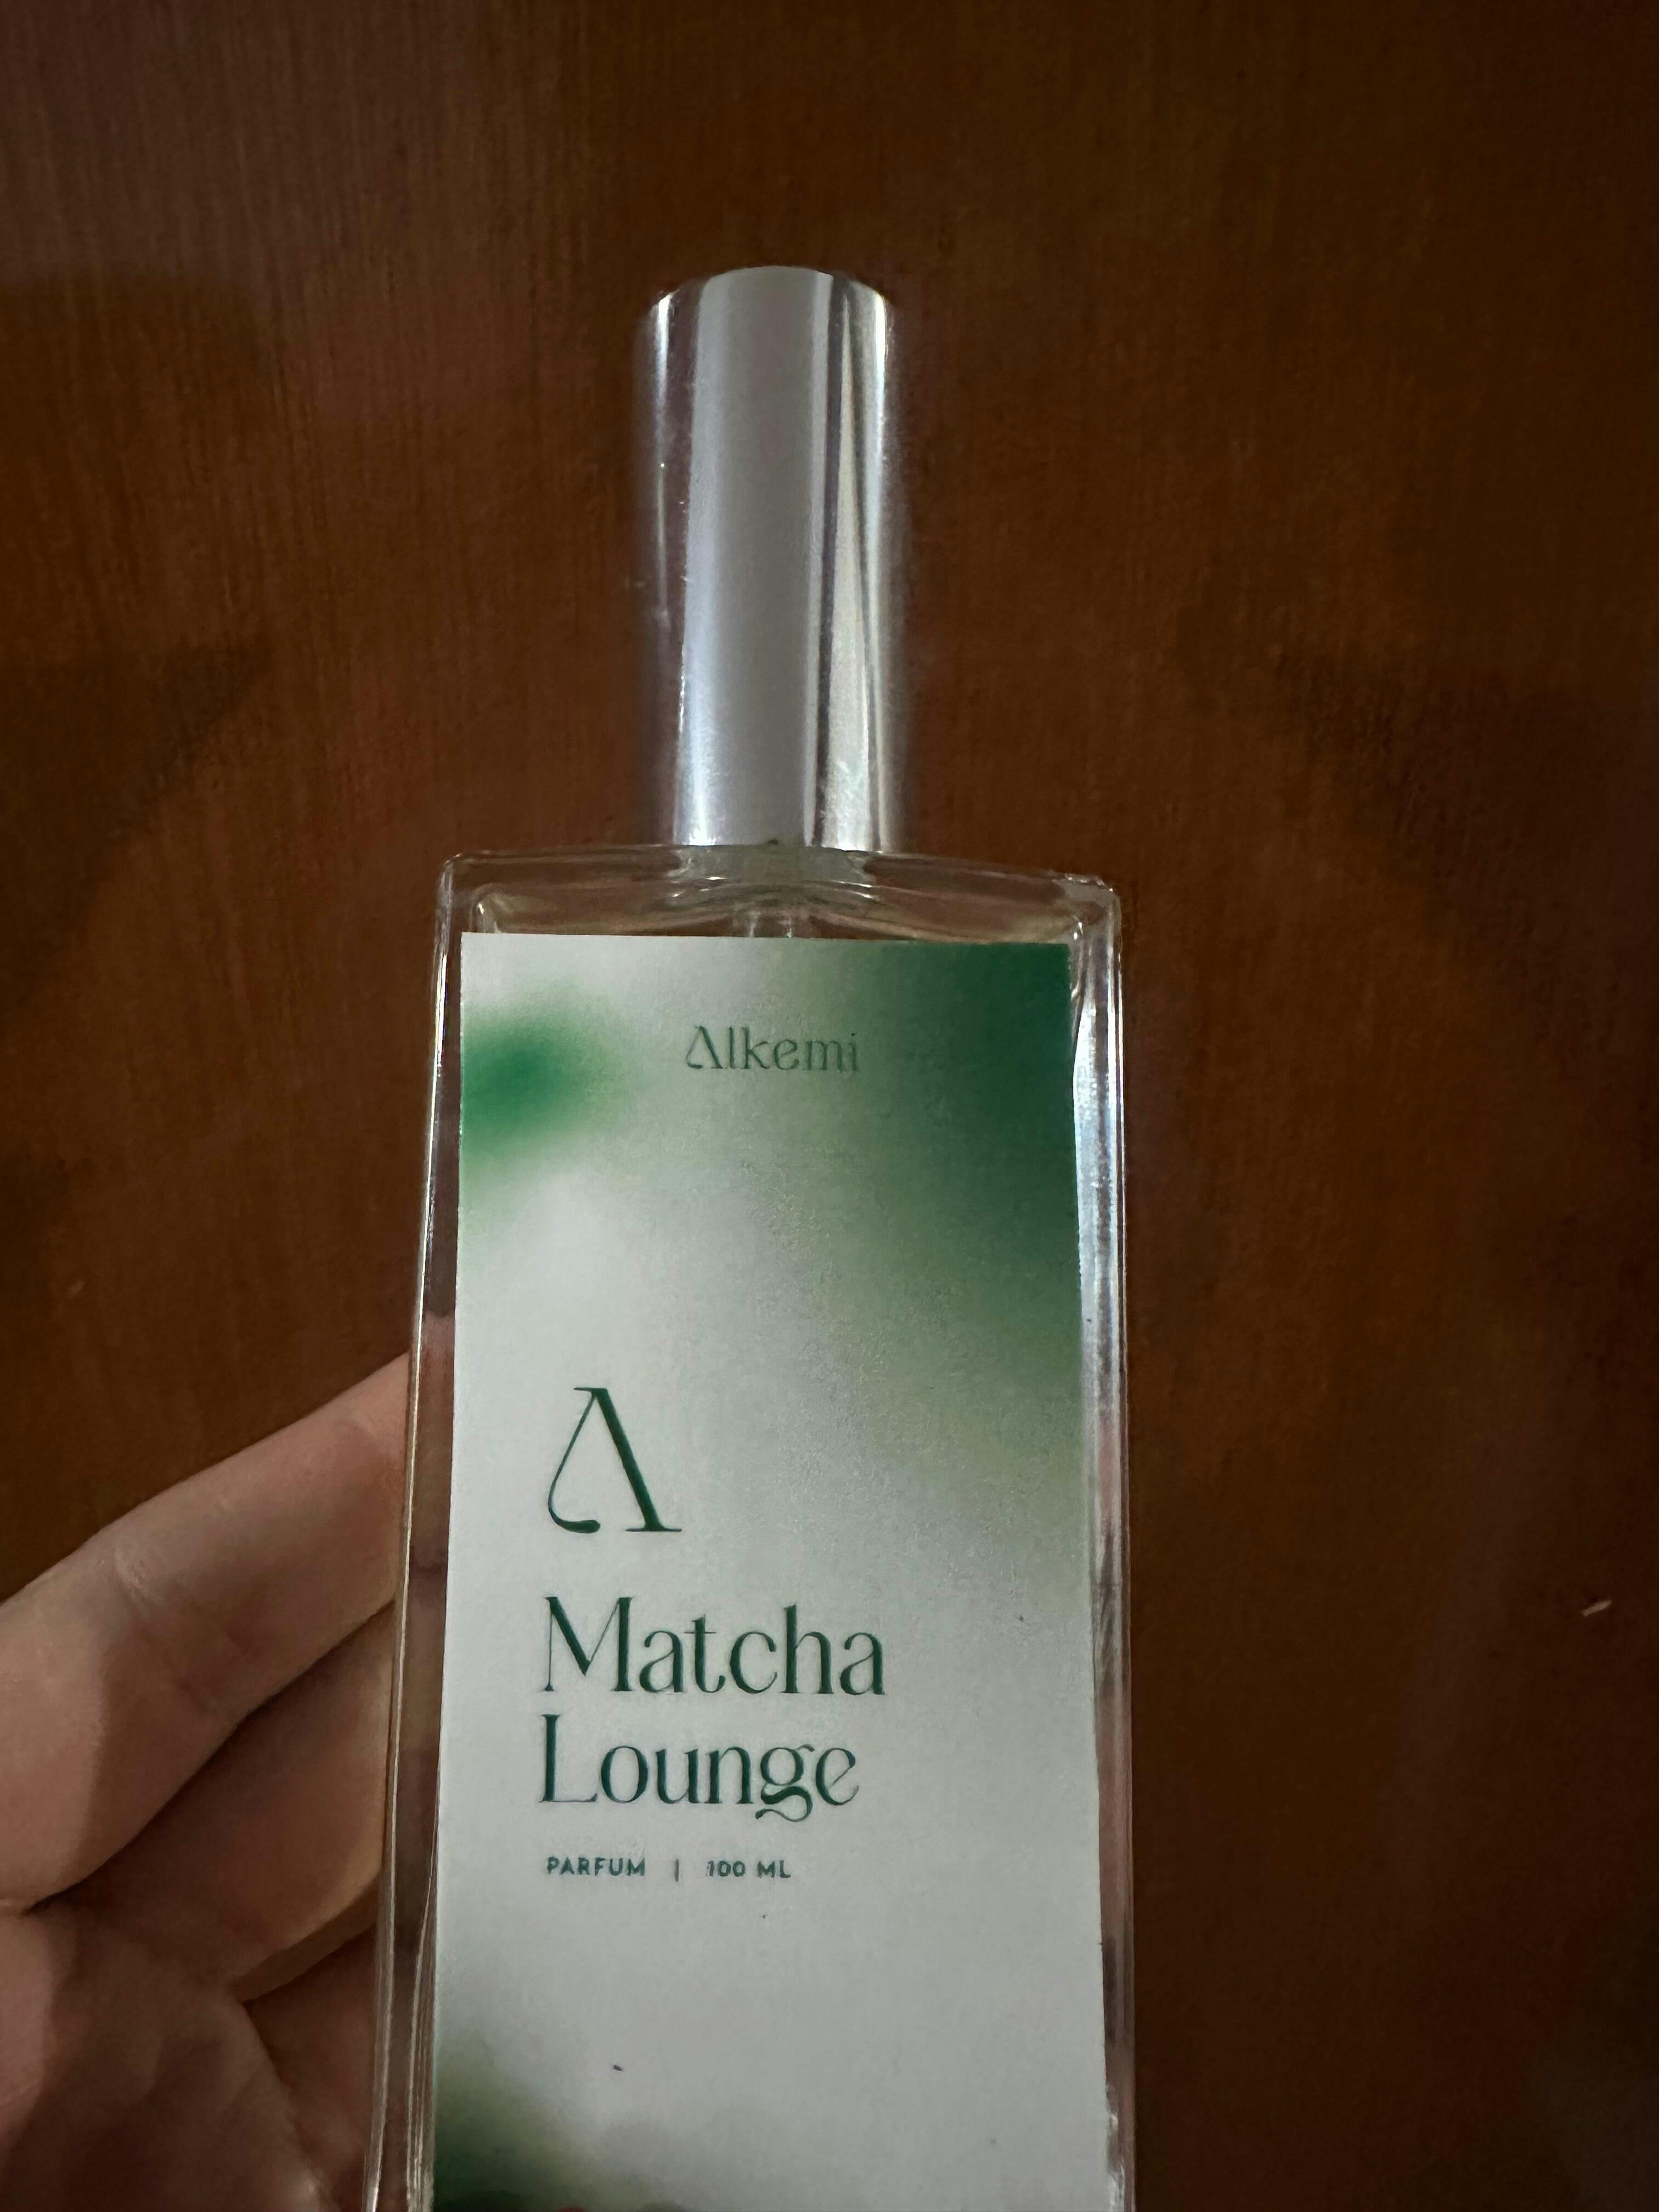 Alkemi
A
Matcha
Lounge
PARFUM | 100 ML